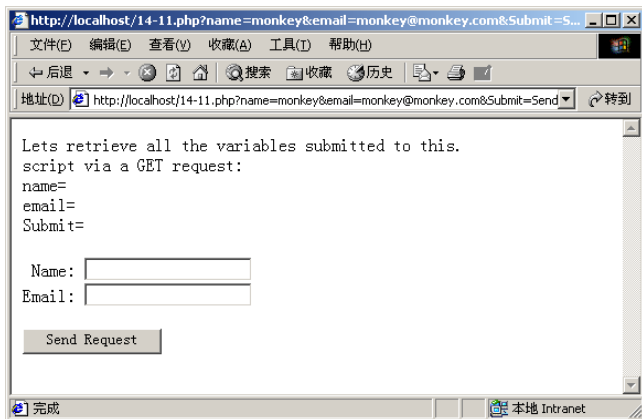 http://localhost/14-11.php?name=monkey&email=monkey@monkey.com&Submit=S...
文件(F) 编辑(E) 查看(V) 收藏(A) 工具(T) 帮助(H)
后退 搜索 收藏 历史
地址(D) http://localhost/14-11.php?name=monkey&email=monkey@monkey.com&Submit=Send 转到
Lets retrieve all the variables submitted to this.
script via a GET request:
name=
email=
Submit=
Name:
Email:
Send Request
完成 本地 Intranet